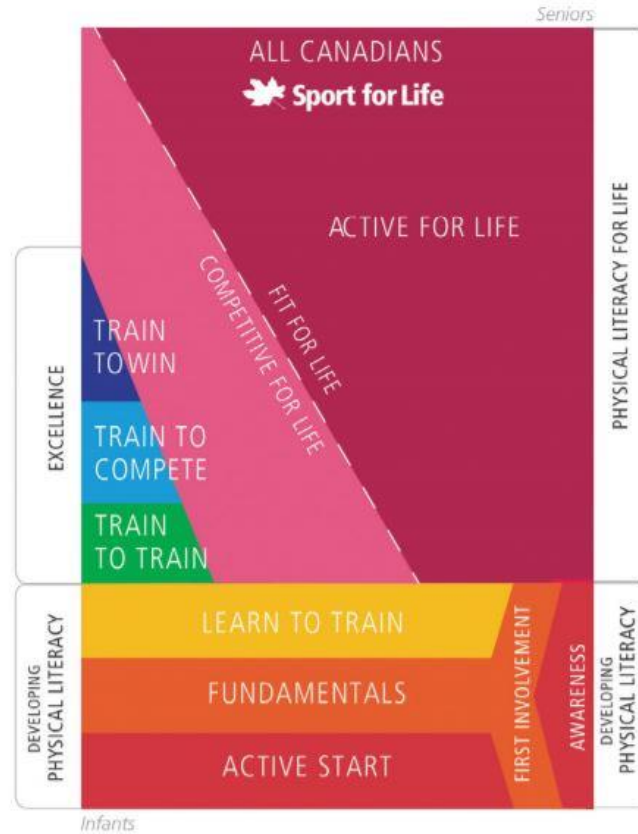 Seniors
ALL CANADIANS
Sport for Life
ACTIVE FOR LIFE
FIT FOR LIFE
COMPETITIVE FOR LIFE
PHYSICAL LITERACY FOR LIFE
EXCELLENCE
TRAIN
TO WIN
TRAIN TO
COMPETE
TRAIN
TO TRAIN
DEVELOPING
PHYSICAL LITERACY
LEARN TO TRAIN
FUNDAMENTALS
ACTIVE START
FIRST INVOLVEMENT
AWARENESS
DEVELOPING
PHYSICAL LITERACY
Infants